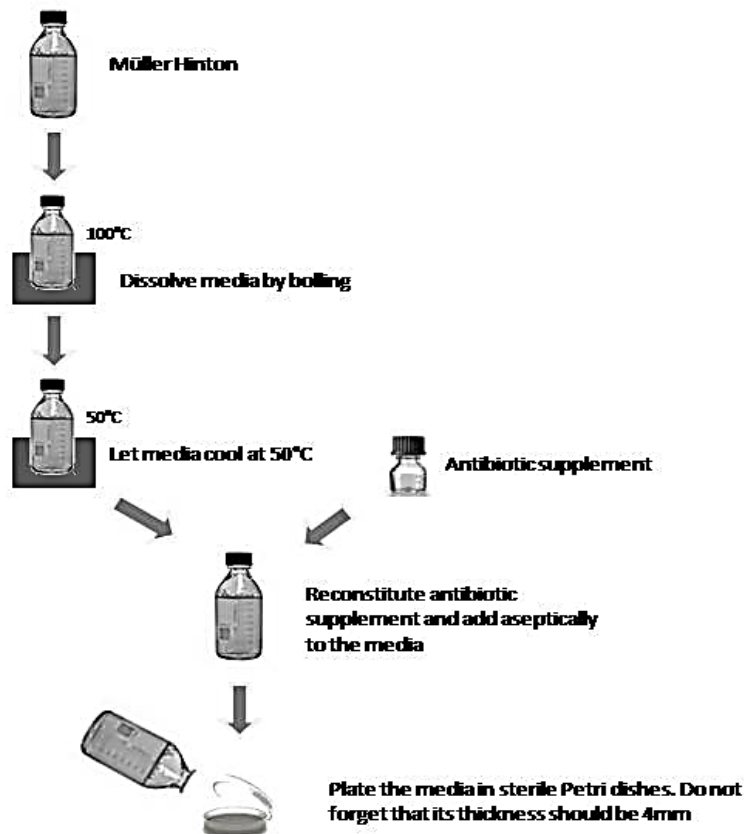 Müller Hinton
100°C
Dissolve media by boiling
50°C
Let media cool at 50°C
Antibiotic supplement
Reconstitute antibiotic
supplement and add aseptically
to the media
Plate the media in sterile Petri dishes. Do not
forget that its thickness should be 4mm